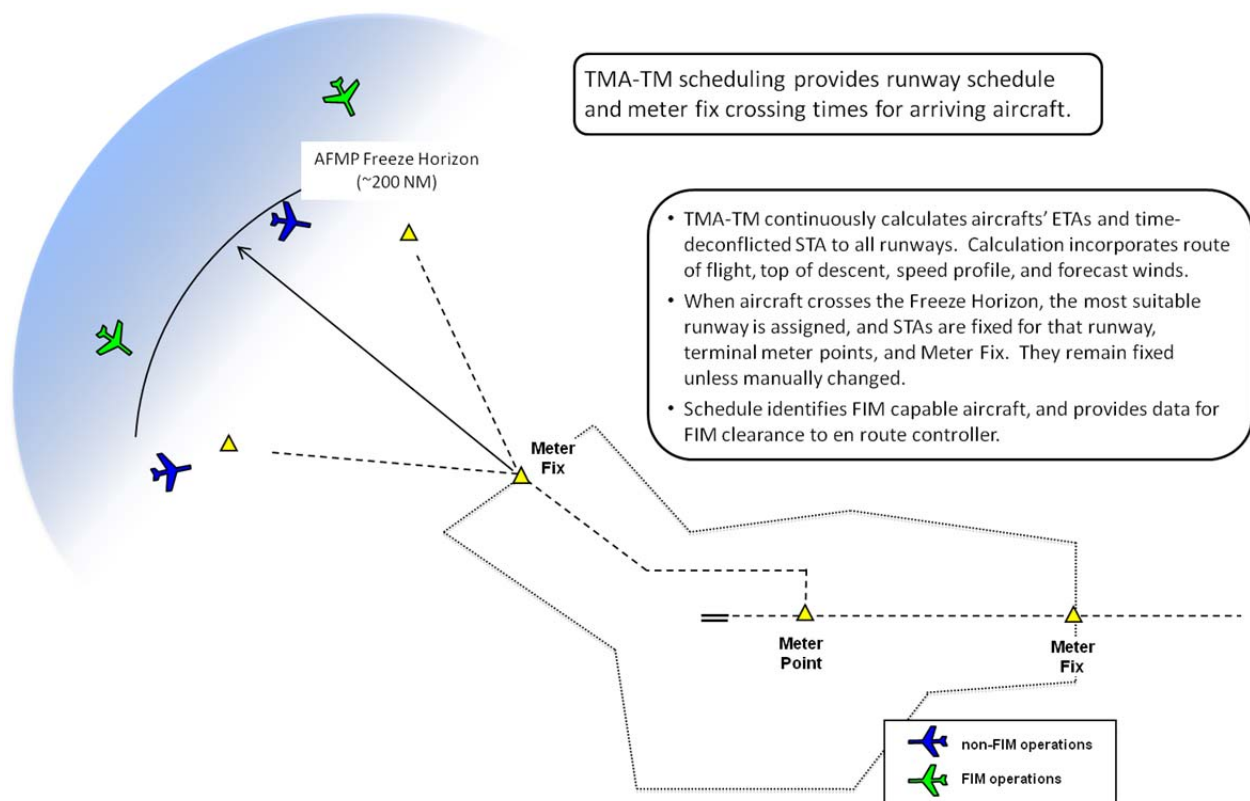 TMA-TM scheduling provides runway schedule
and meter fix crossing times for arriving aircraft.
AFMP Freeze Horizon
(~200 NM)
• TMA-TM continuously calculates aircrafts’ ETAs and time-
deconflicted STA to all runways.  Calculation incorporates route
of flight, top of descent, speed profile, and forecast winds.
• When aircraft crosses the Freeze Horizon, the most suitable
runway is assigned, and STAs are fixed for that runway,
terminal meter points, and Meter Fix.  They remain fixed
unless manually changed.
• Schedule identifies FIM capable aircraft, and provides data for
FIM clearance to en route controller.
Meter
Fix
Meter
Point
Meter
Fix
non-FIM operations
FIM operations